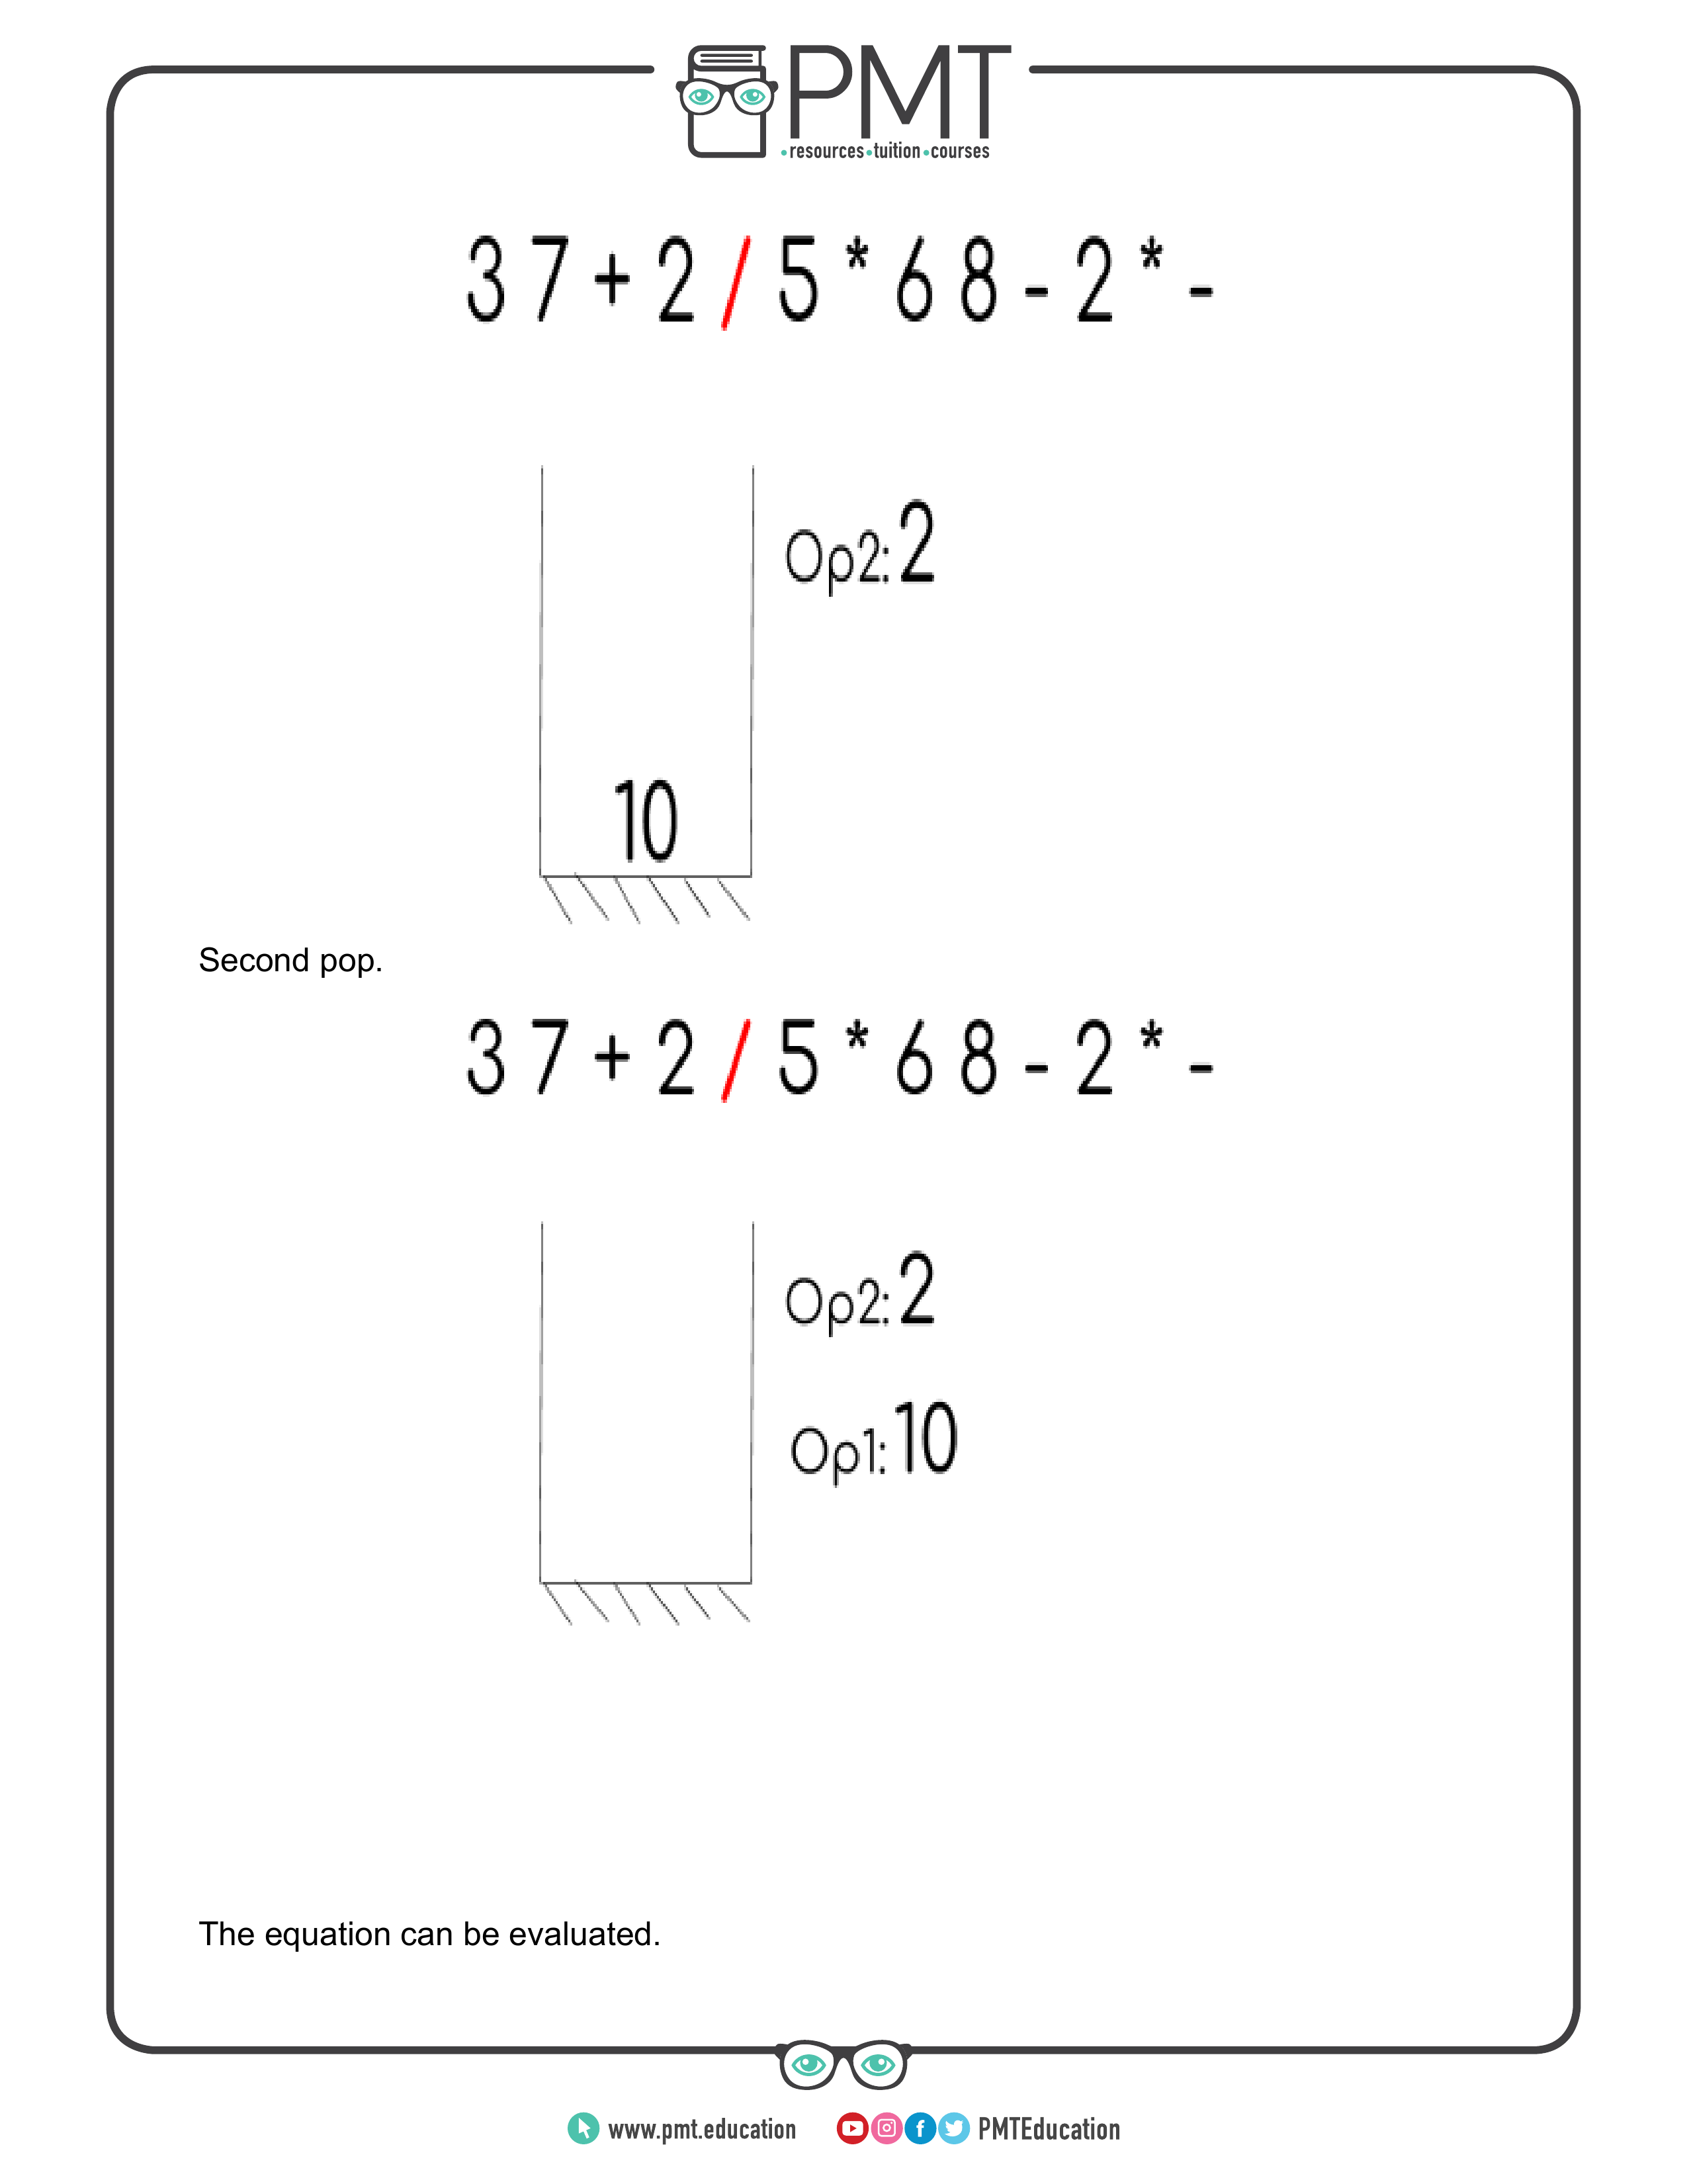 PMT
resources tuition courses
3 7 + 2 / 5 * 6 8 - 2 * -
Op2: 2
10
Second pop.
3 7 + 2 / 5 * 6 8 - 2 * -
Op2: 2
Op1: 10
The equation can be evaluated.
www.pmt.education PMTEducation